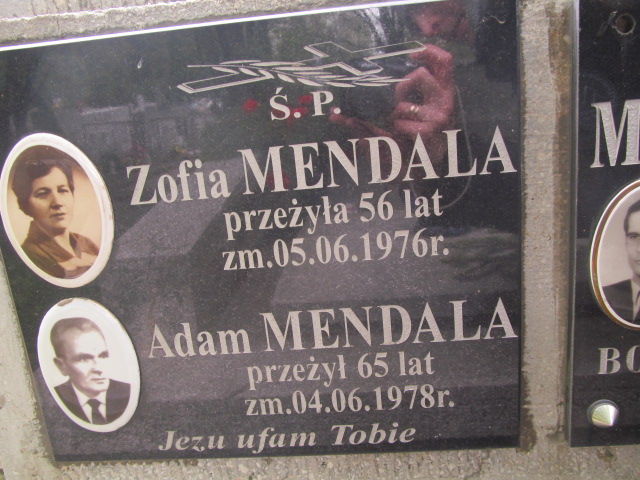 Ś. P.
Zofia MENDALA
przeżyła 56 lat
zm.05.06.1976r.
Adam MENDALA
przeżył 65 lat
zm.04.06.1978r.
Jezu ufam Tobie